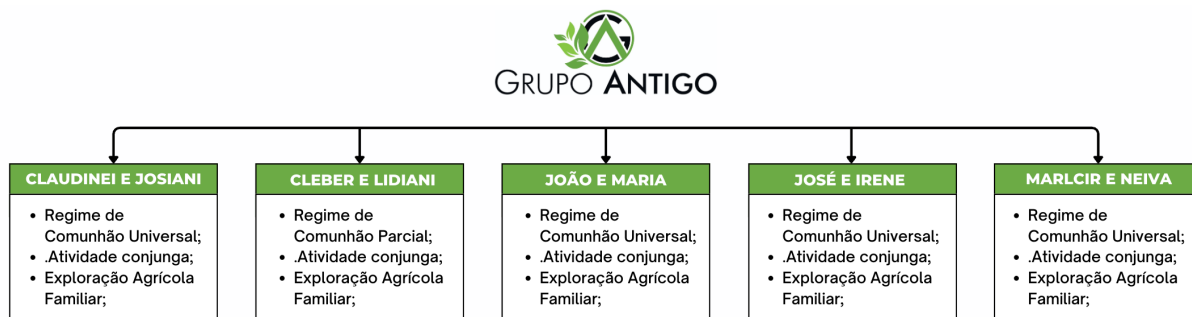 GRUPO ANTIGO
CLAUDINEI E JOSIANI
• Regime de
Comunhão Universal;
• .Atividade conjunga;
• Exploração Agrícola
Familiar;
CLEBER E LIDIANI
• Regime de
Comunhão Parcial;
• .Atividade conjunga;
• Exploração Agrícola
Familiar;
JOÃO E MARIA
• Regime de
Comunhão Universal;
• .Atividade conjunga;
• Exploração Agrícola
Familiar;
JOSÉ E IRENE
• Regime de
Comunhão Universal;
• .Atividade conjunga;
• Exploração Agrícola
Familiar;
MARLCIR E NEIVA
• Regime de
Comunhão Universal;
• .Atividade conjunga;
• Exploração Agrícola
Familiar;